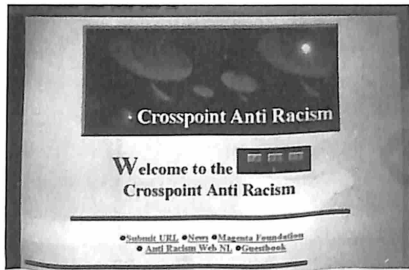 Crosspoint Anti Racism
Welcome to the
Crosspoint Anti Racism
Submit URL News Magenta Foundation
Anti Racism Web NL Guestbook